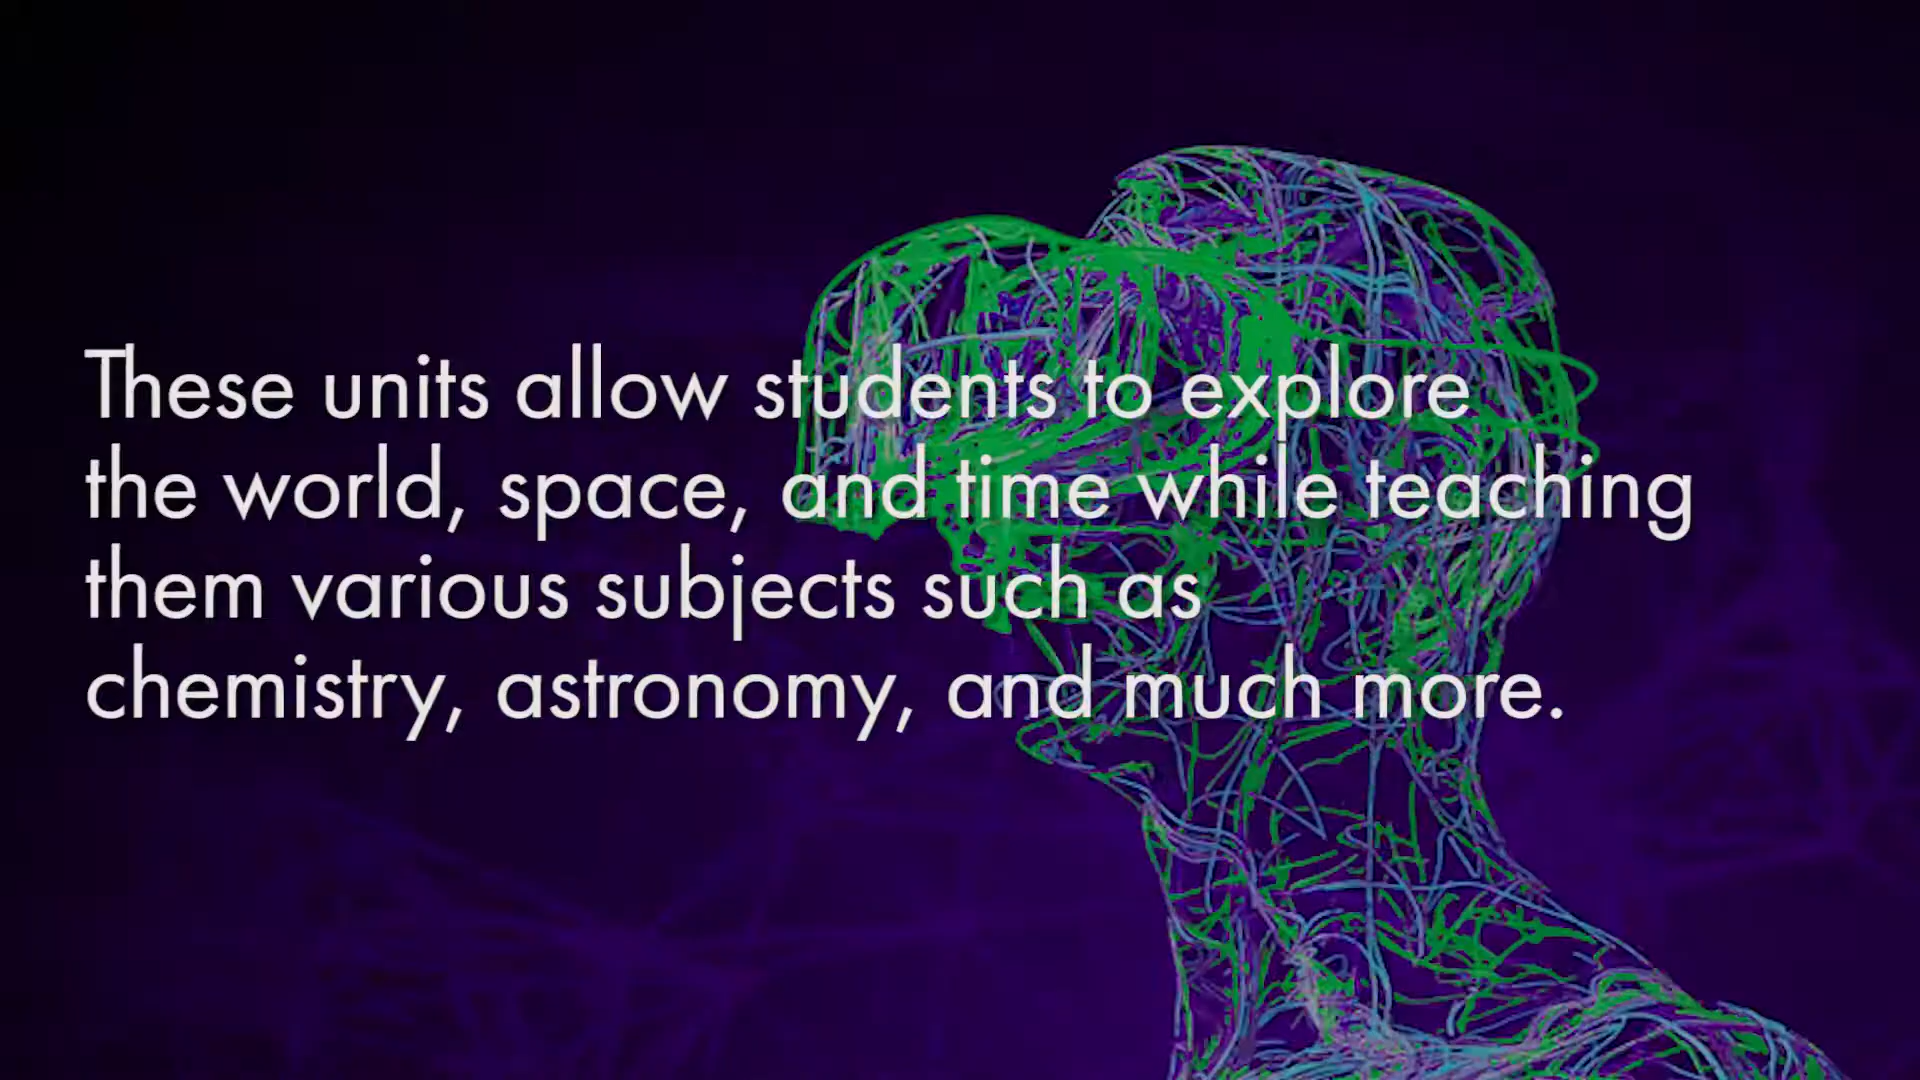 These units allow students to explore
the world, space, and time while teaching
them various subjects such as
chemistry, astronomy, and much more.